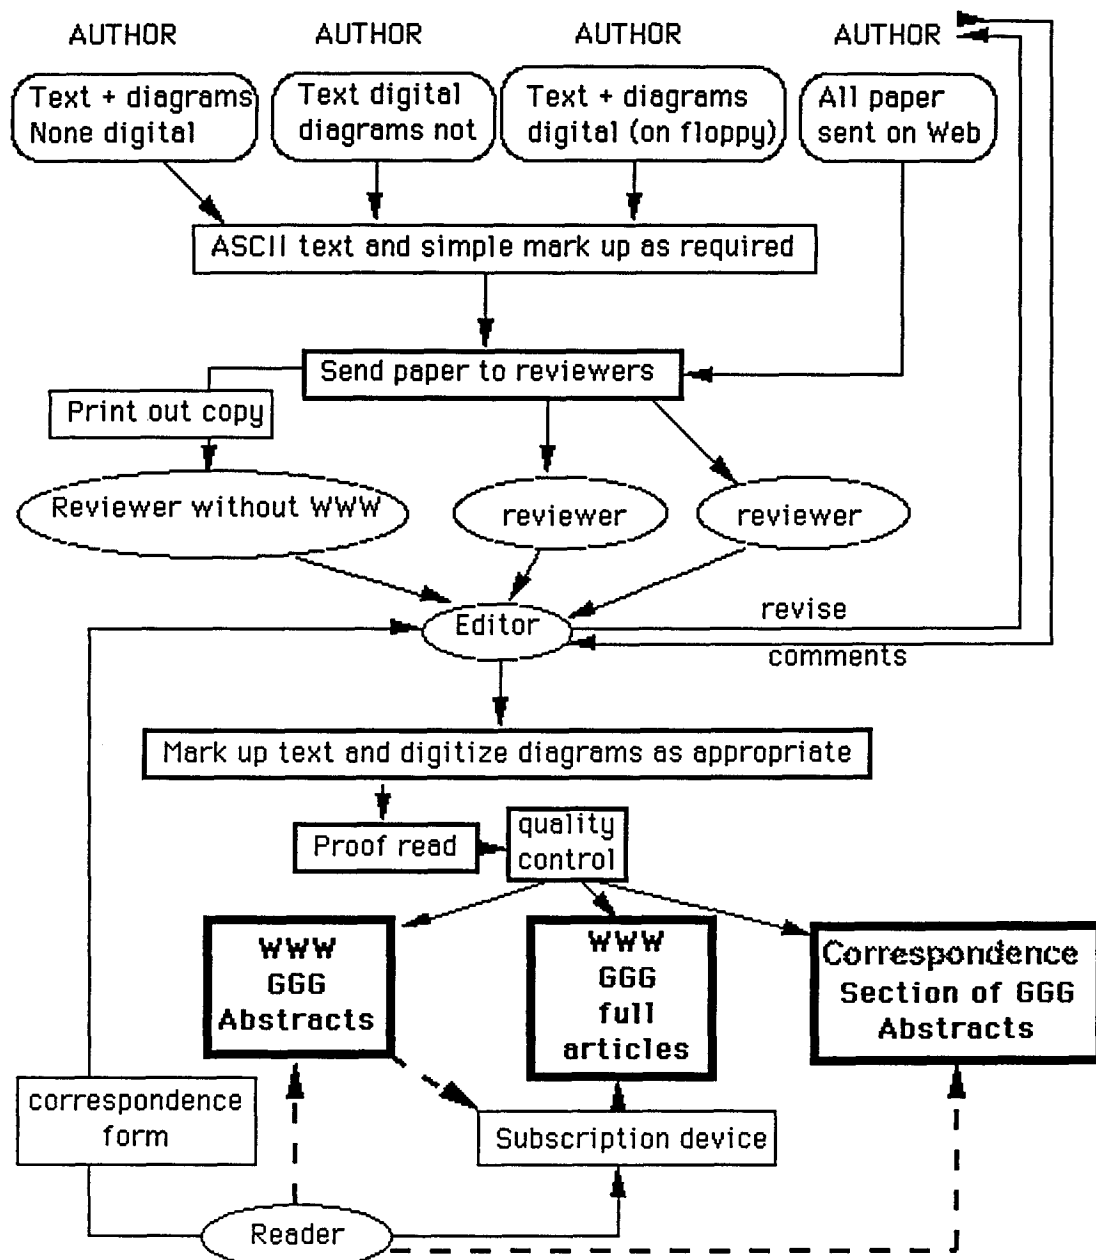 AUTHOR
AUTHOR
AUTHOR
AUTHOR
Text + diagrams
None digital
Text digital
diagrams not
Text + diagrams
digital (on floppy)
All paper
sent on Web
ASCII text and simple mark up as required
Send paper to reviewers
Print out copy
Reviewer without WWW
reviewer
reviewer
Editor
revise
comments
Mark up text and digitize diagrams as appropriate
Proof read
quality
control
WWW
GGG
Abstracts
WWW
GGG
full
articles
Correspondence
Section of GGG
Abstracts
correspondence
form
Subscription device
Reader